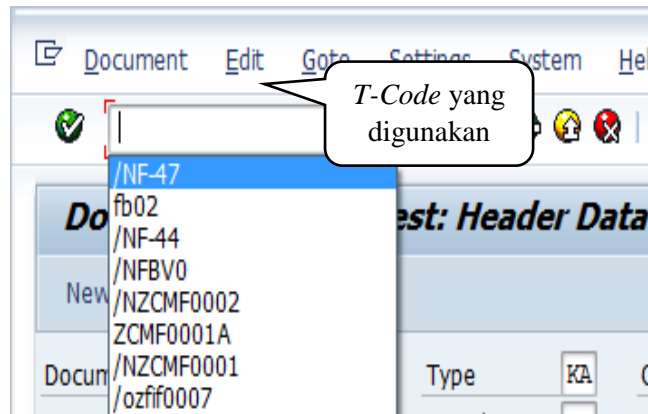 Document Edit Goto Settings System Hel
T-Code yang
digunakan
/NF-47
fb02
/NF-44
/NFBV0
/NZCMF0002
ZCMF0001A
/NZCMF0001
/ozfif0007
Do est: Header Data
New
Docum Type KA